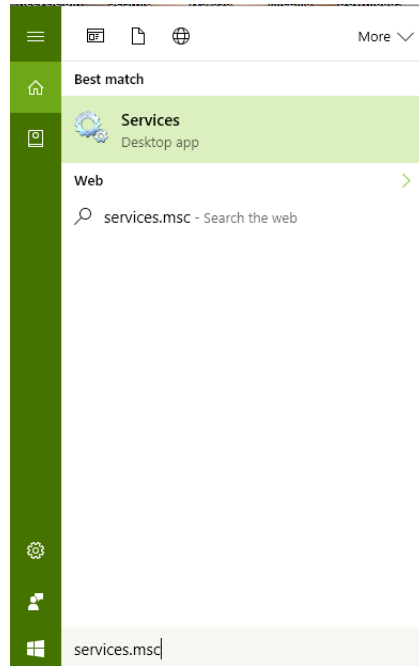 More
Best match
Services
Desktop app
Web
services.msc - Search the web
services.msc